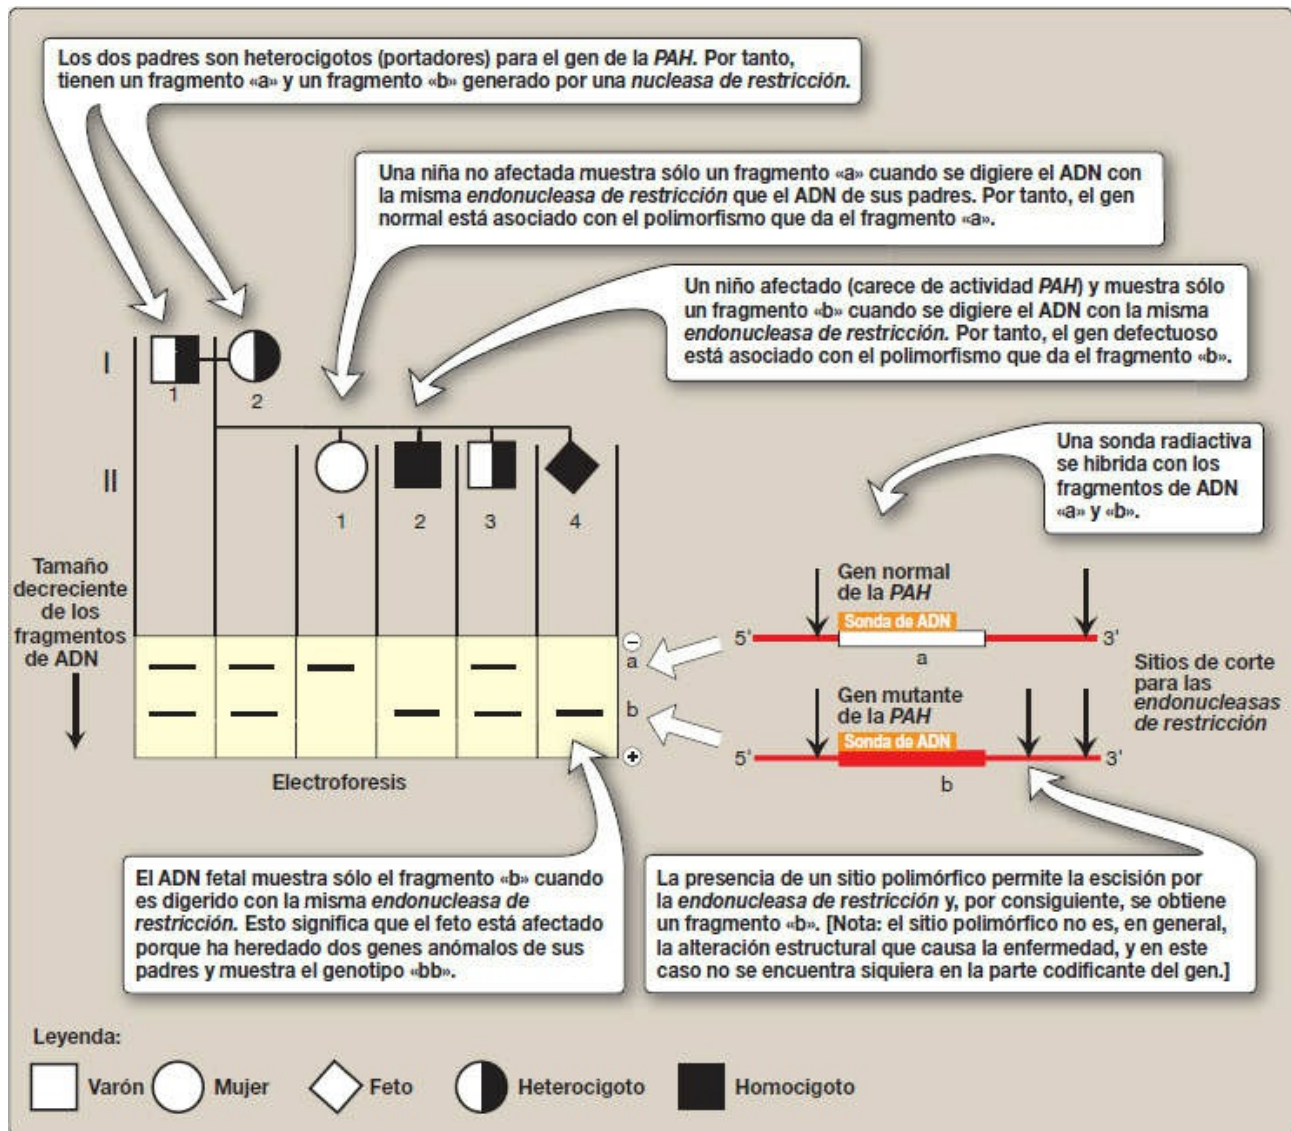 Los dos padres son heterocigotos (portadores) para el gen de la PAH. Por tanto,
tienen un fragmento «a» y un fragmento «b» generado por una nucleasa de restricción.
Una niña no afectada muestra sólo un fragmento «a» cuando se digiere el ADN con
la misma endonucleasa de restricción que el ADN de sus padres. Por tanto, el gen
normal está asociado con el polimorfismo que da el fragmento «a».
Un niño afectado (carece de actividad PAH) y muestra sólo
un fragmento «b» cuando se digiere el ADN con la misma
endonucleasa de restricción. Por tanto, el gen defectuoso
está asociado con el polimorfismo que da el fragmento «b».
I
1
2
II
1
2
3
4
Una sonda radiactiva
se hibrida con los
fragmentos de ADN
«a» y «b».
Tamaño
decreciente
de los
fragmentos
de ADN
−
a
b
+
Electroforesis
Gen normal
de la PAH
Sonda de ADN
5'
3'
a
Gen mutante
de la PAH
Sonda de ADN
5'
3'
b
Sitios de corte
para las
endonucleasas
de restricción
El ADN fetal muestra sólo el fragmento «b» cuando
es digerido con la misma endonucleasa de
restricción. Esto significa que el feto está afectado
porque ha heredado dos genes anómalos de sus
padres y muestra el genotipo «bb».
La presencia de un sitio polimórfico permite la escisión por
la endonucleasa de restricción y, por consiguiente, se obtiene
un fragmento «b». [Nota: el sitio polimórfico no es, en general,
la alteración estructural que causa la enfermedad, y en este
caso no se encuentra siquiera en la parte codificante del gen.]
Leyenda:
Varón
Mujer
Feto
Heterocigoto
Homocigoto